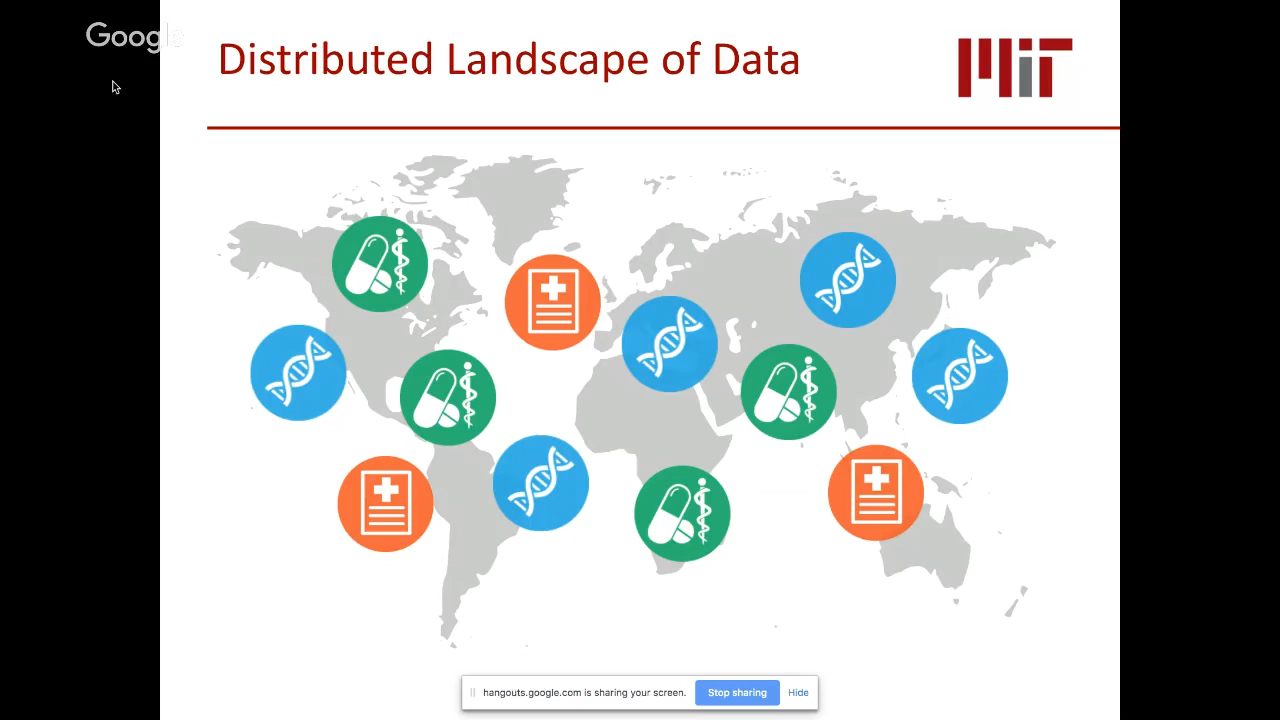 Google
Distributed Landscape of Data
MIT
hangouts.google.com is sharing your screen. Stop sharing Hide